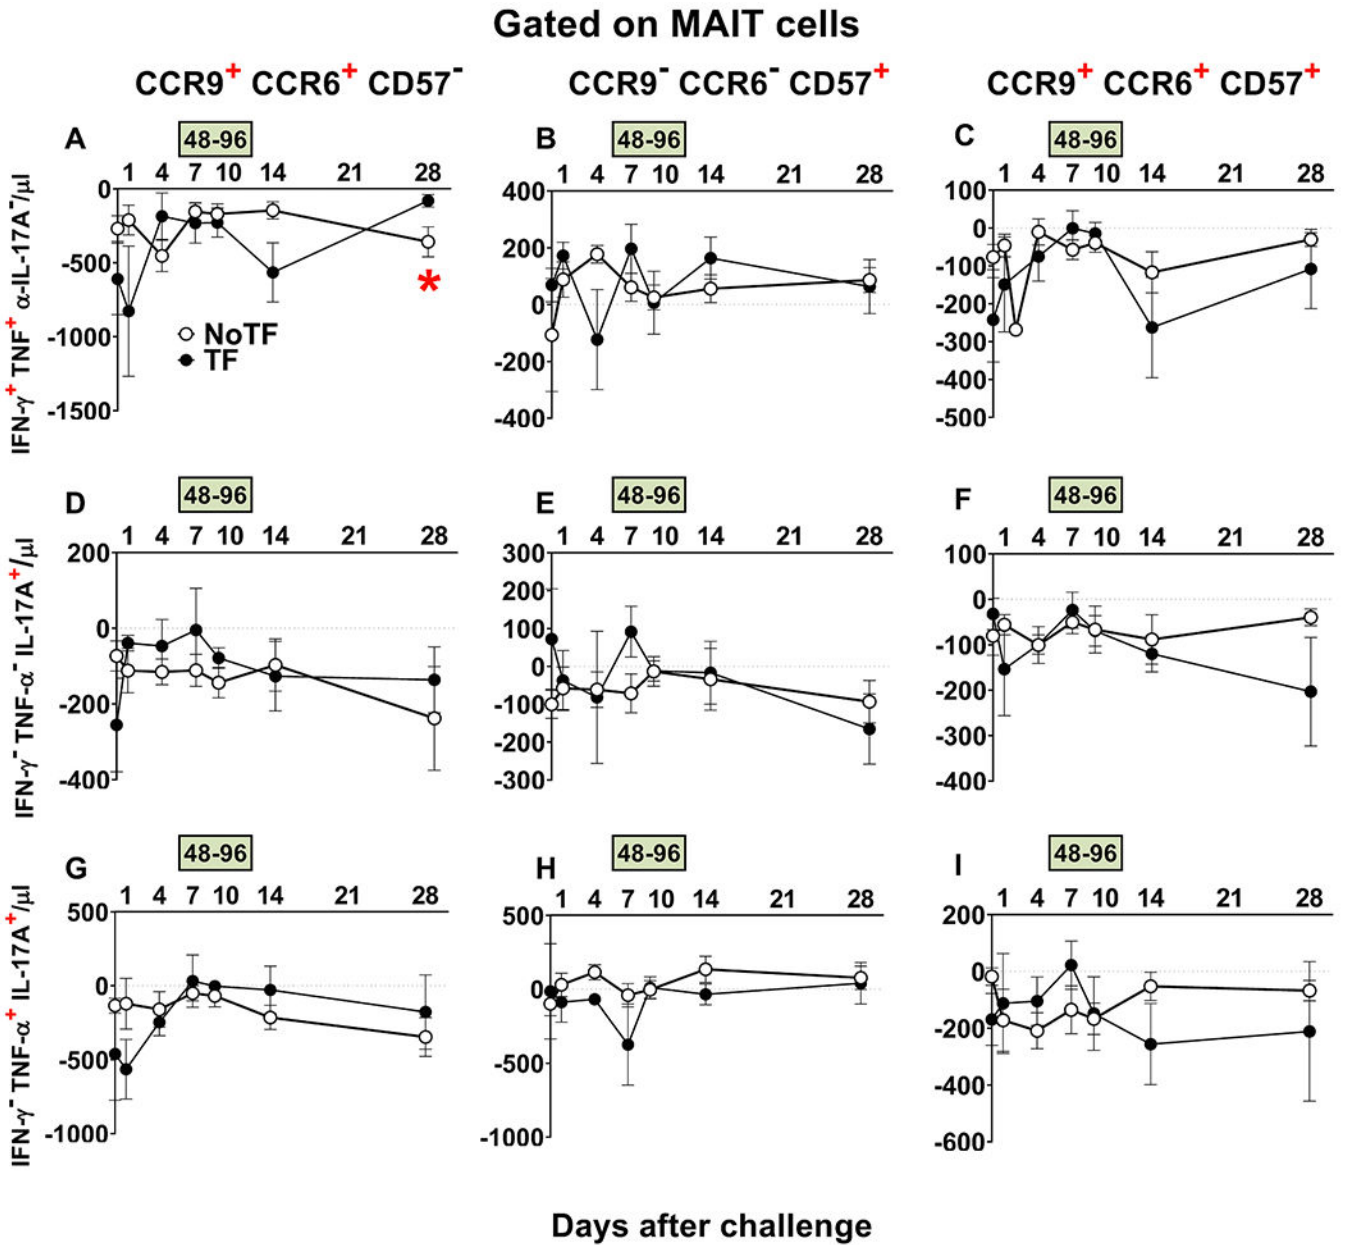 Gated on MAIT cells
CCR9+ CCR6+ CD57-
CCR9- CCR6- CD57+
CCR9+ CCR6+ CD57+
IFN-γ+ TNF+ α-IL-17A-/µl
A
48-96
1 4 7 10 14 21 28
0
-500
-1000
-1500
NoTF
TF
*
B
48-96
1 4 7 10 14 21 28
400
200
0
-200
-400
C
48-96
1 4 7 10 14 21 28
100
0
-100
-200
-300
-400
-500
IFN-γ- TNF-α- IL-17A+/µl
D
48-96
1 4 7 10 14 21 28
200
0
-200
-400
E
48-96
1 4 7 10 14 21 28
300
200
100
0
-100
-200
-300
F
48-96
1 4 7 10 14 21 28
100
0
-100
-200
-300
-400
IFN-γ- TNF-α+ IL-17A+/µl
G
48-96
1 4 7 10 14 21 28
500
0
-500
-1000
H
48-96
1 4 7 10 14 21 28
500
0
-500
-1000
I
48-96
1 4 7 10 14 21 28
200
0
-200
-400
-600
Days after challenge